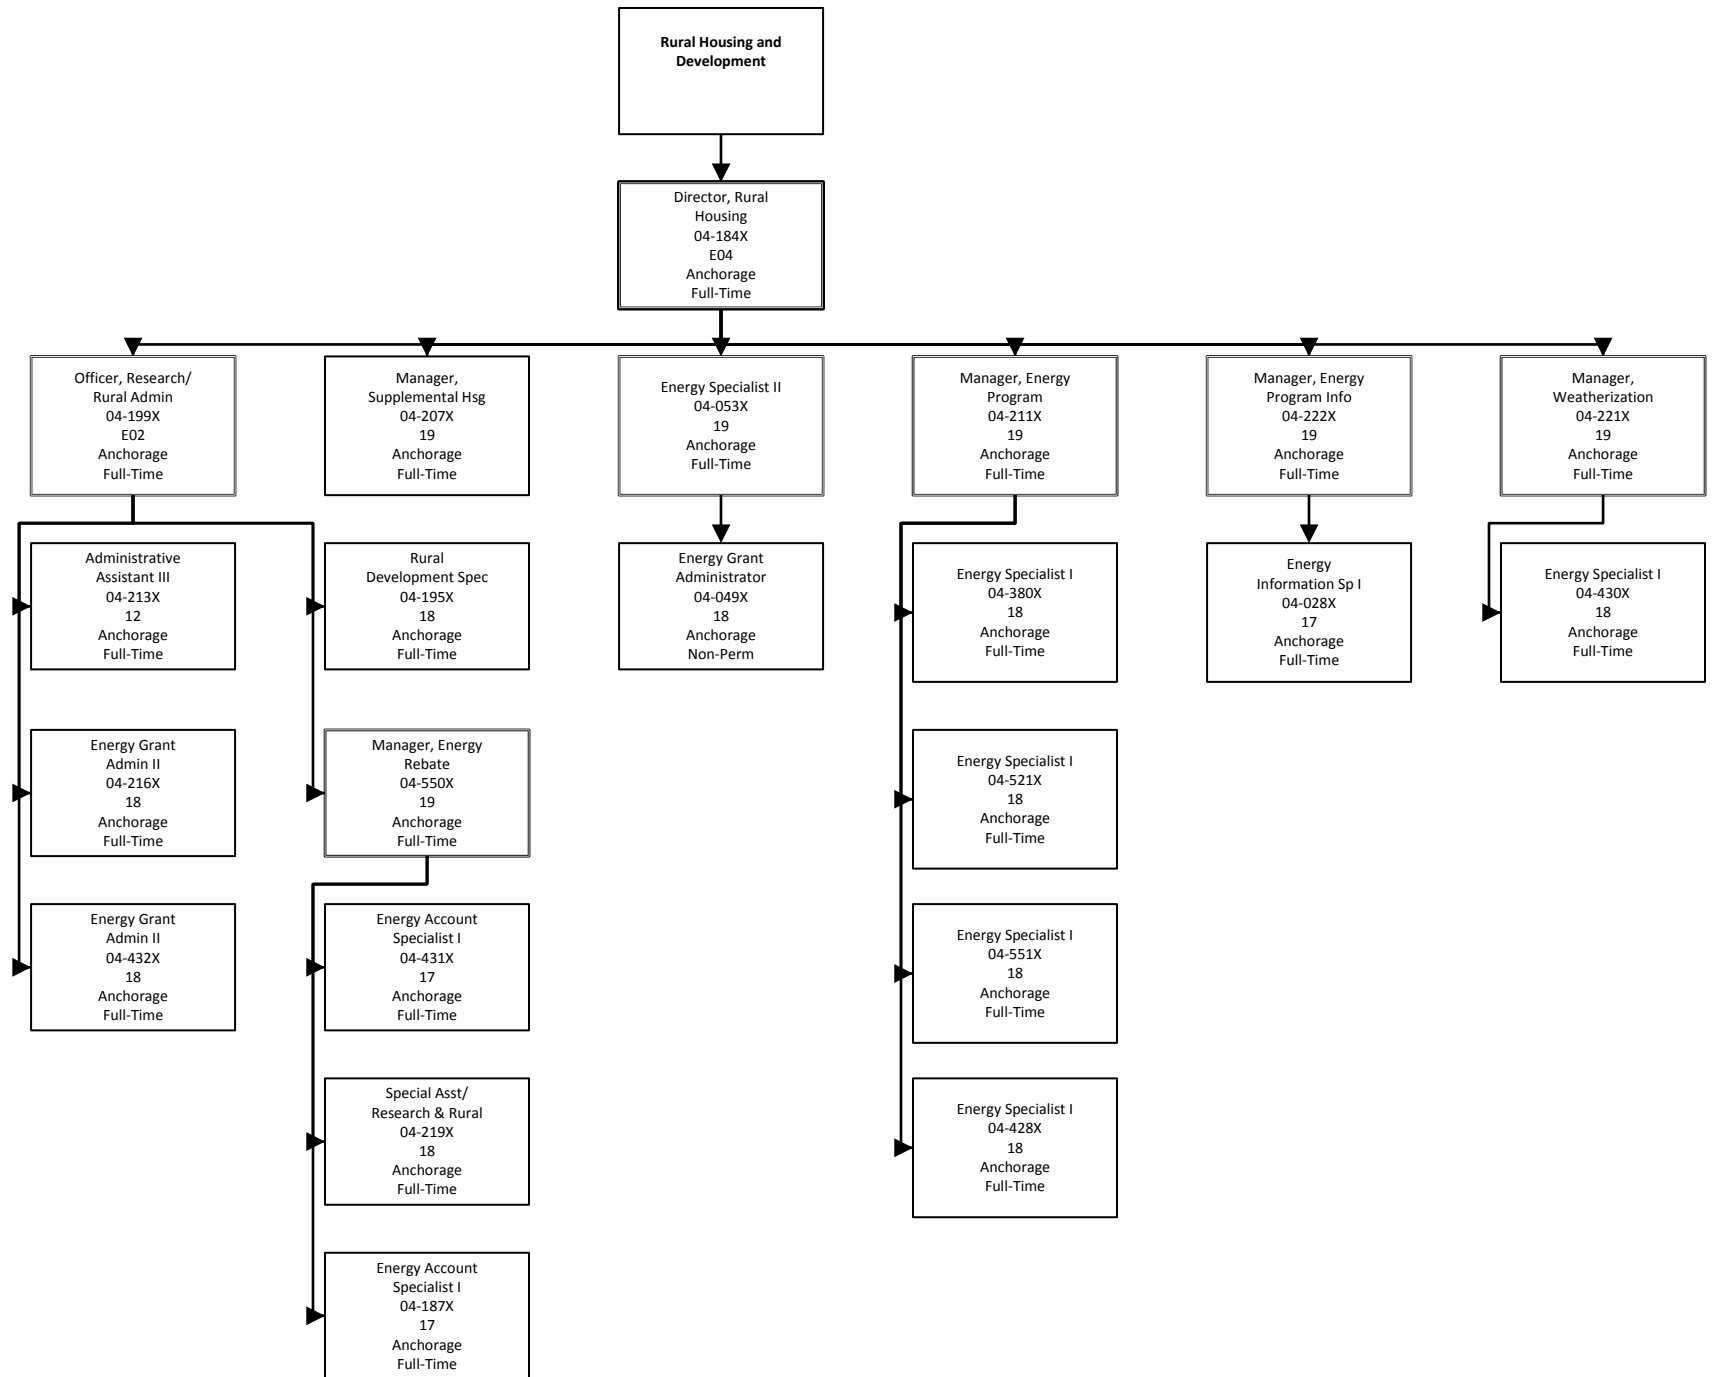 Rural Housing and
Development
Director, Rural
Housing
04-184X
E04
Anchorage
Full-Time
Officer, Research/
Rural Admin
04-199X
E02
Anchorage
Full-Time
Manager,
Supplemental Hsg
04-207X
19
Anchorage
Full-Time
Energy Specialist II
04-053X
19
Anchorage
Full-Time
Manager, Energy
Program
04-211X
19
Anchorage
Full-Time
Manager, Energy
Program Info
04-222X
19
Anchorage
Full-Time
Manager,
Weatherization
04-221X
19
Anchorage
Full-Time
Administrative
Assistant III
04-213X
12
Anchorage
Full-Time
Rural
Development Spec
04-195X
18
Anchorage
Full-Time
Energy Grant
Administrator
04-049X
18
Anchorage
Non-Perm
Energy Specialist I
04-380X
18
Anchorage
Full-Time
Energy
Information Sp I
04-028X
17
Anchorage
Full-Time
Energy Specialist I
04-430X
18
Anchorage
Full-Time
Energy Grant
Admin II
04-216X
18
Anchorage
Full-Time
Manager, Energy
Rebate
04-550X
19
Anchorage
Full-Time
Energy Specialist I
04-521X
18
Anchorage
Full-Time
Energy Grant
Admin II
04-432X
18
Anchorage
Full-Time
Energy Account
Specialist I
04-431X
17
Anchorage
Full-Time
Energy Specialist I
04-551X
18
Anchorage
Full-Time
Special Asst/
Research & Rural
04-219X
18
Anchorage
Full-Time
Energy Specialist I
04-428X
18
Anchorage
Full-Time
Energy Account
Specialist I
04-187X
17
Anchorage
Full-Time